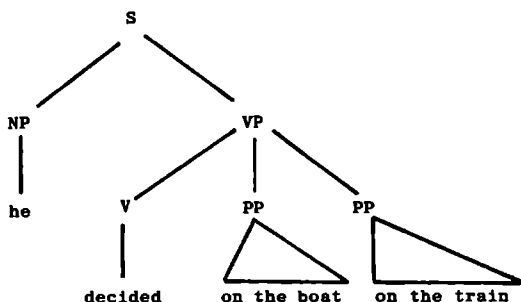 S
NP VP
he V PP PP
decided on the boat on the train